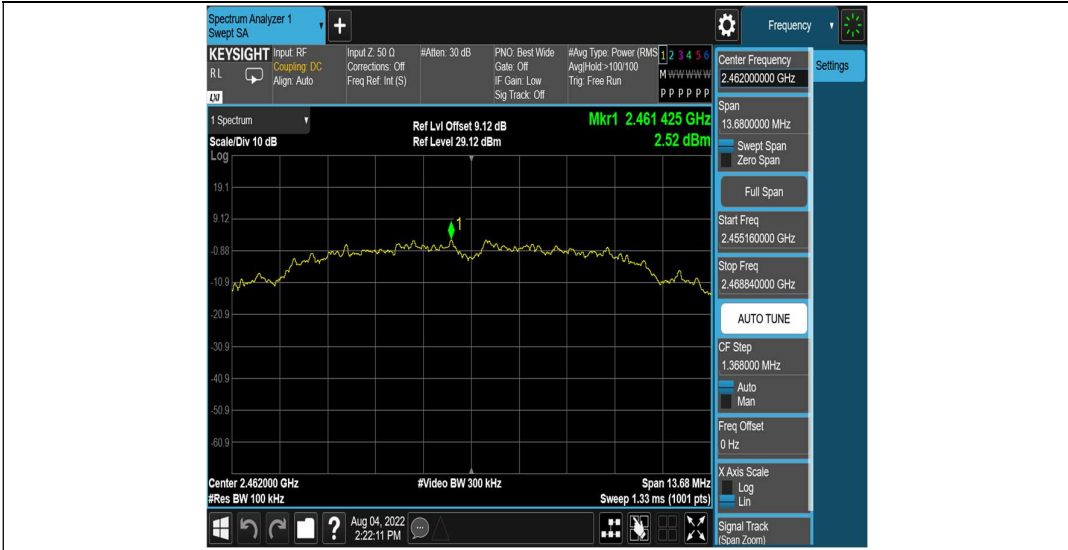 Spectrum Analyzer 1
Swept SA
Frequency
KEYSIGHT
RL
LXI
Input: RF
Coupling: DC
Align: Auto
Input Z: 50 Ω
Corrections: Off
Freq Ref: Int (S)
#Atten: 30 dB
PNO: Best Wide
Gate: Off
IF Gain: Low
Sig Track: Off
#Avg Type: Power (RMS
Avg|Hold:>100/100
Trig: Free Run
1 2 3 4 5 6
M W W W W W
P P P P P P
1 Spectrum
Scale/Div 10 dB
Log
Ref Lvl Offset 9.12 dB
Ref Level 29.12 dBm
Mkr1 2.461 425 GHz
2.52 dBm
19.1
9.12
-0.88
-10.9
-20.9
-30.9
-40.9
-50.9
-60.9
1
Center 2.462000 GHz
#Res BW 100 kHz
#Video BW 300 kHz
Span 13.68 MHz
Sweep 1.33 ms (1001 pts)
Aug 04, 2022
2:22:11 PM
Center Frequency
2.462000000 GHz
Settings
Span
13.6800000 MHz
Swept Span
Zero Span
Full Span
Start Freq
2.455160000 GHz
Stop Freq
2.468840000 GHz
AUTO TUNE
CF Step
1.368000 MHz
Auto
Man
Freq Offset
0 Hz
X Axis Scale
Log
Lin
Signal Track
(Span Zoom)